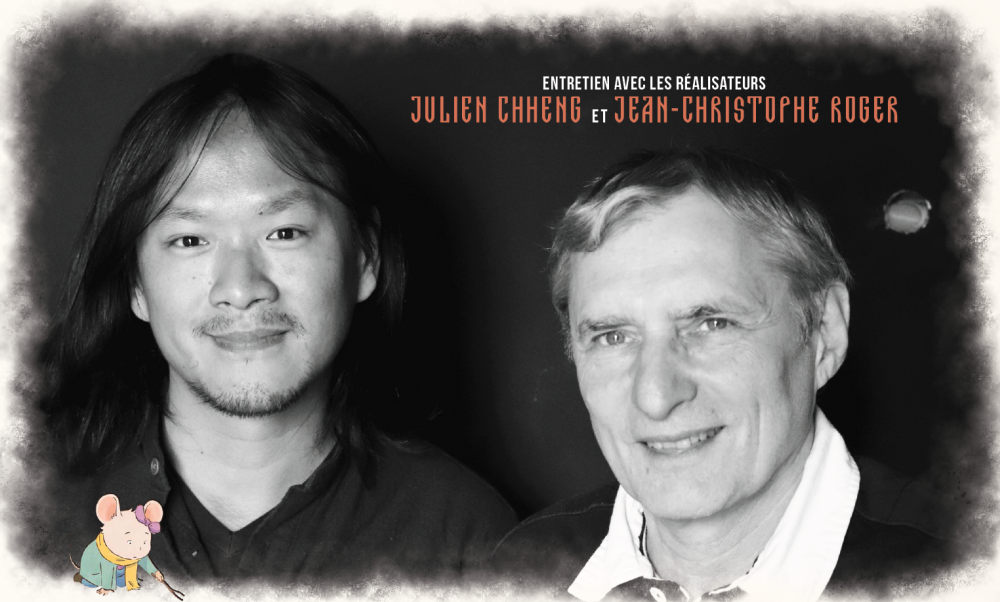 ENTRETIEN AVEC LES RÉALISATEURS
JULIEN CHHENG ET JEAN-CHRISTOPHE ROGER